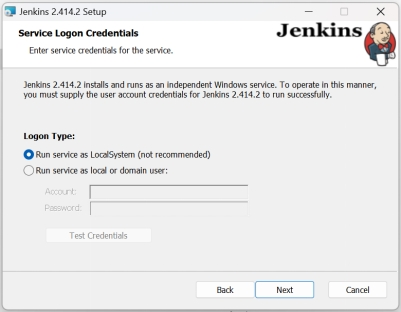 Jenkins 2.414.2 Setup
Service Logon Credentials
Jenkins
Enter service credentials for the service.
Jenkins 2.414.2 installs and runs as an independent Windows service. To operate in this manner,
you must supply the user account credentials for Jenkins 2.414.2 to run successfully.
Logon Type:
Run service as LocalSystem (not recommended)
Run service as local or domain user:
Account:
Password:
Test Credentials
Back Next Cancel